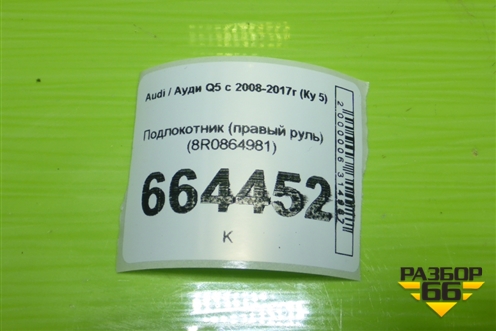 Audi / Ауди Q5 с 2008-2017г (Ку 5)
Подлокотник (правый руль)
(8R0864981)
664452
К
РАЗБОР
66